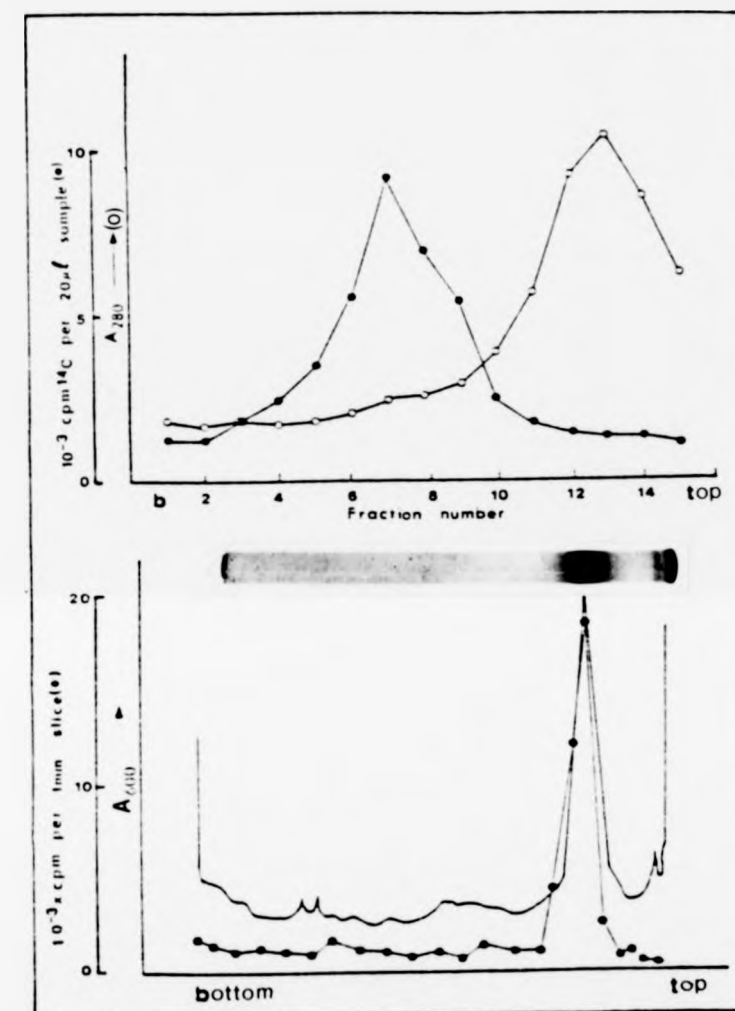 10⁻³ cpm ¹⁴C per 20µℓ sample (•)
A₂₈₀ ⟶ (O)
10
5
0
b 2 4 6 8 10 12 14 top
Fraction number
10⁻³ x cpm per 1mm slice (•)
A₆₀₀
20
10
0
bottom top